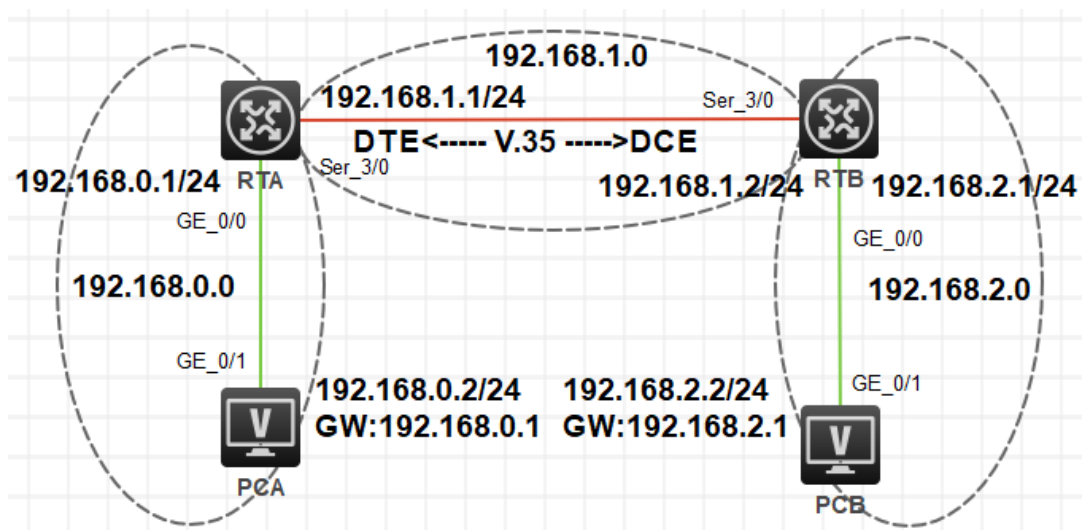 192.168.1.0
192.168.1.1/24
Ser_3/0
DTE<----- V.35 ----->DCE
Ser_3/0
192.168.0.1/24
RTA
192.168.1.2/24
RTB
192.168.2.1/24
GE_0/0
GE_0/0
192.168.0.0
192.168.2.0
GE_0/1
GE_0/1
192.168.0.2/24
GW:192.168.0.1
192.168.2.2/24
GW:192.168.2.1
V
V
PCA
PCB